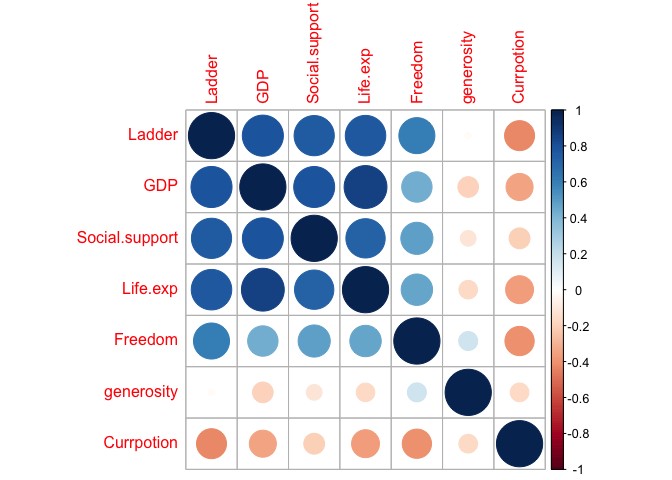 Ladder
GDP
Social.support
Life.exp
Freedom
generosity
Currpotion
Ladder
GDP
Social.support
Life.exp
Freedom
generosity
Currpotion
1
0.8
0.6
0.4
0.2
0
-0.2
-0.4
-0.6
-0.8
-1